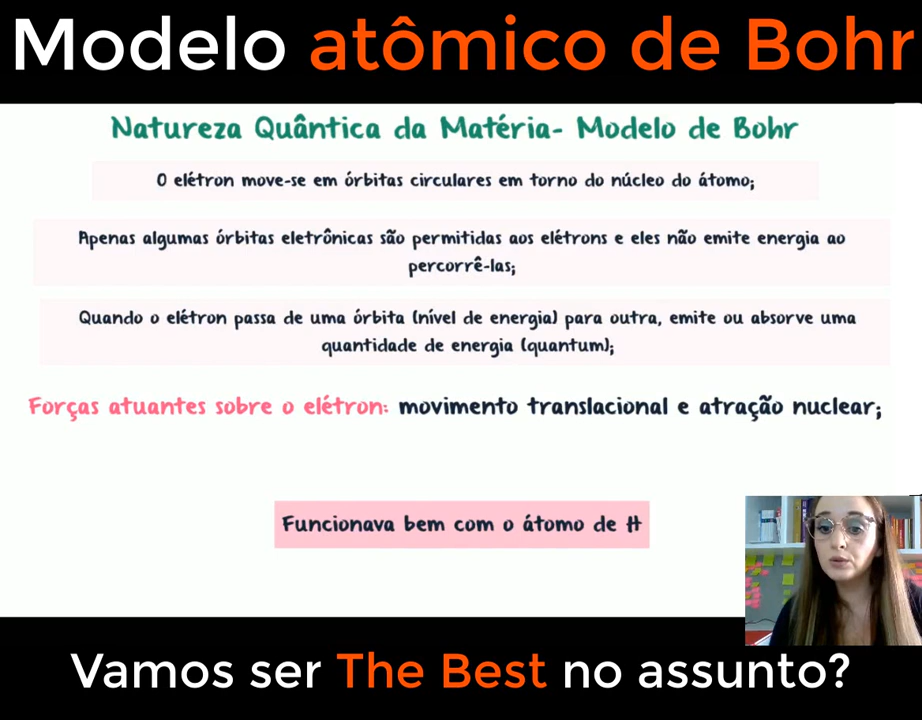 Modelo atômico de Bohr
Natureza Quântica da Matéria- Modelo de Bohr
O elétron move-se em órbitas circulares em torno do núcleo do átomo;
Apenas algumas órbitas eletrônicas são permitidas aos elétrons e eles não emite energia ao
percorrê-las;
Quando o elétron passa de uma órbita (nível de energia) para outra, emite ou absorve uma
quantidade de energia (quantum);
Forças atuantes sobre o elétron: movimento translacional e atração nuclear;
Funcionava bem com o átomo de H
Vamos ser The Best no assunto?